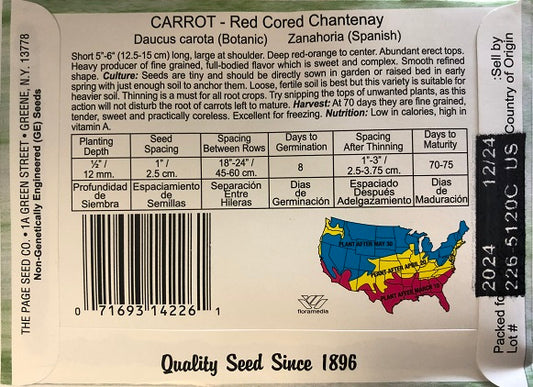 CARROT - Red Cored Chantenay
Daucus carota (Botanic) Zanahoria (Spanish)
Short 5"-6" (12.5-15 cm) long, large at shoulder. Deep red-orange to center. Abundant erect tops.
Heavy producer of fine grained, full-bodied flavor which is sweet and complex. Smooth refined
shape. Culture: Seeds are tiny and should be directly sown in garden or raised bed in early
spring with just enough soil to anchor them. Loose, fertile soil is best but this variety is suitable for
heavier soil. Thinning is a must for all root crops. Try snipping the tops of unwanted plants, as this
action will not disturb the root of carrots left to mature. Harvest: At 70 days they are fine grained,
tender, sweet and practically coreless. Excellent for freezing. Nutrition: Low in calories, high in
vitamin A.
Planting Depth Seed Spacing Spacing Between Rows Days to Germination Spacing After Thinning Days to Maturity
½"/ 12 mm. 1"/ 2.5 cm. 18"-24"/ 45-60 cm. 8 1"-3"/ 2.5-3.75 cm. 70-75
Profundidad de Siembra Espaciamiento de Semillas Separación Entre Hileras Dias de Germinación Espaciado Después Adelgazamiento Dias de Maduración
PLANT AFTER MAY 30
PLANT AFTER APRIL 20
PLANT AFTER MARCH 10
0 71693 14226 1
floramedia
Quality Seed Since 1896
THE PAGE SEED CO. • 1A GREEN STREET • GREENE, N.Y. 13778
Non-Genetically Engineered (GE) Seeds
Packed for 2024 12/24 :Sell by
Lot # 226-5120C US Country of Origin